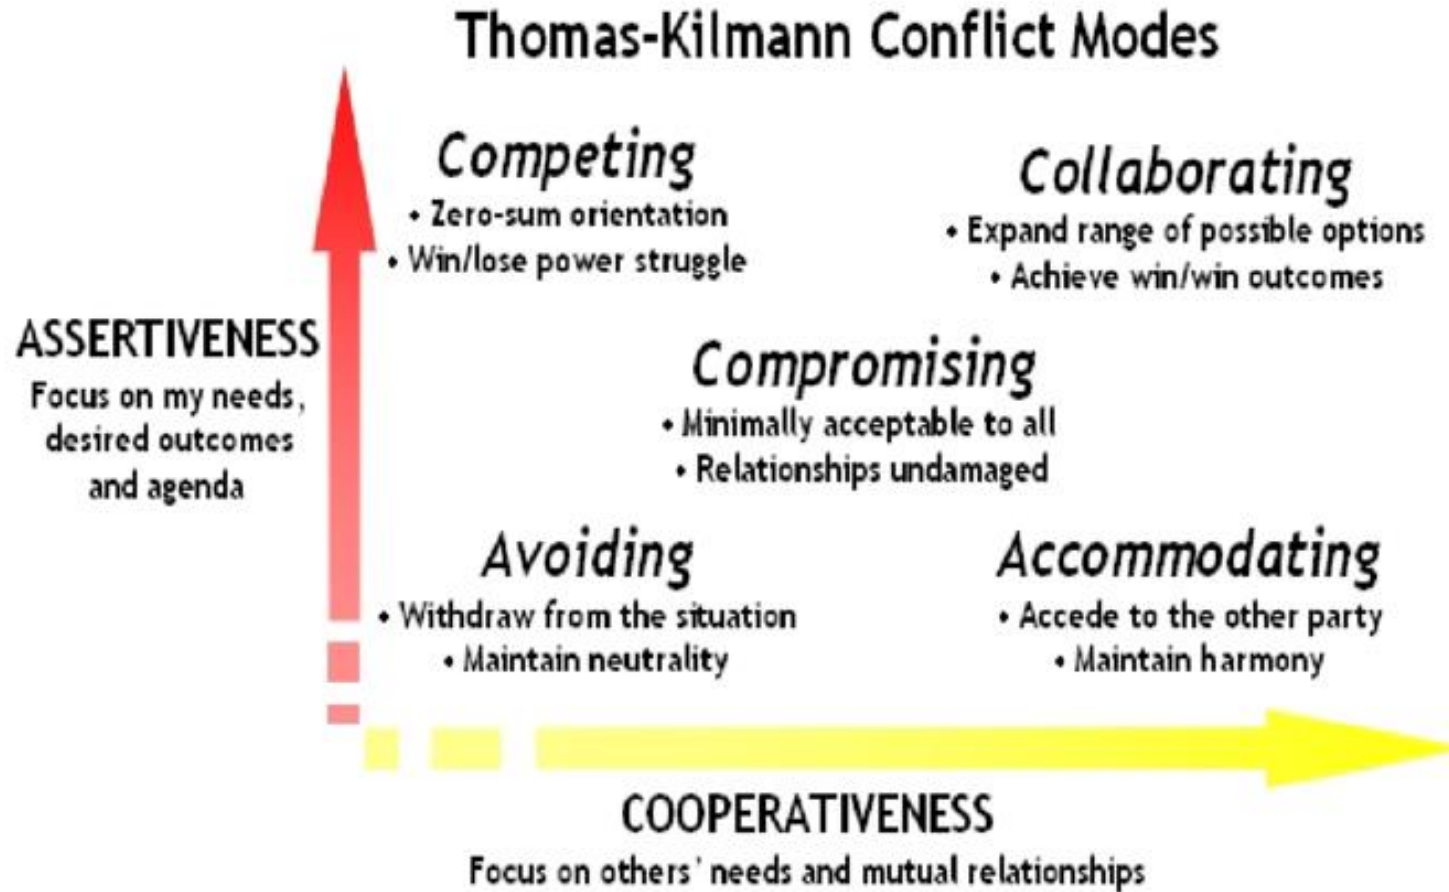 Thomas-Kilmann Conflict Modes
Competing
• Zero-sum orientation
• Win/lose power struggle
Collaborating
• Expand range of possible options
• Achieve win/win outcomes
ASSERTIVENESS
Focus on my needs,
desired outcomes
and agenda
Compromising
• Minimally acceptable to all
• Relationships undamaged
Avoiding
• Withdraw from the situation
• Maintain neutrality
Accommodating
• Accede to the other party
• Maintain harmony
COOPERATIVENESS
Focus on others' needs and mutual relationships